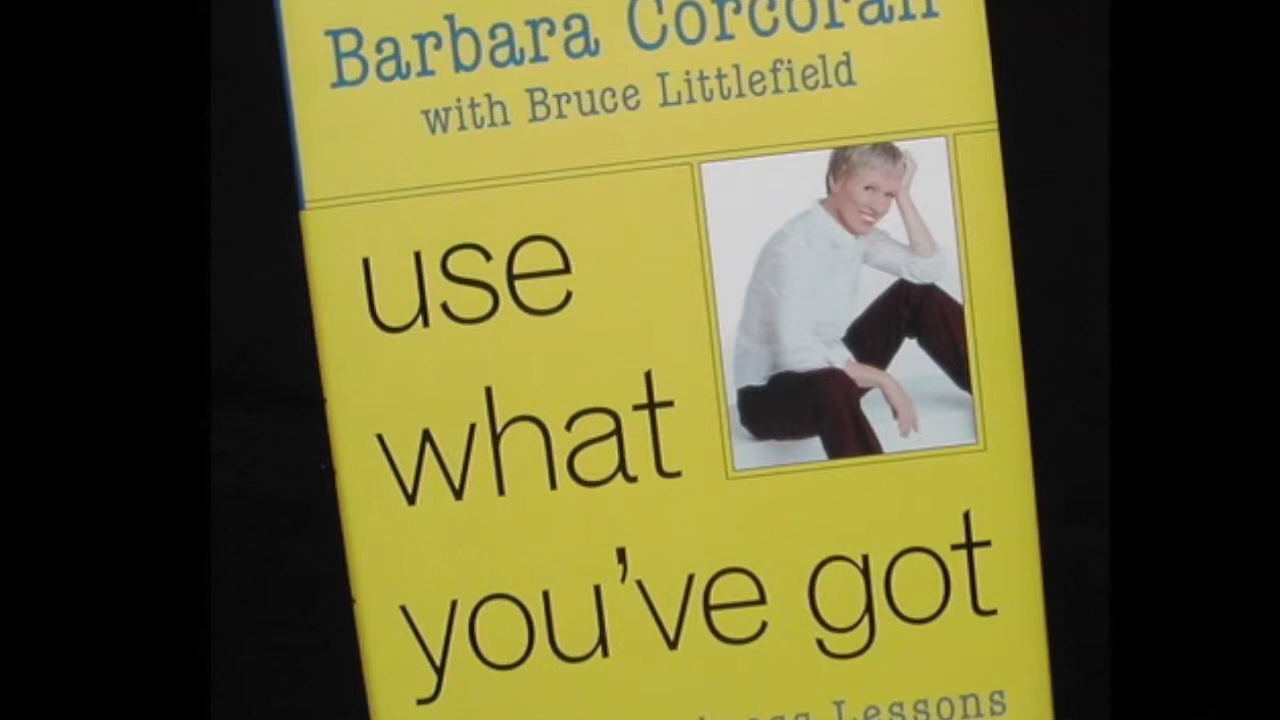 Barbara Corcoran
with Bruce Littlefield
use
what
you've got
Lessons